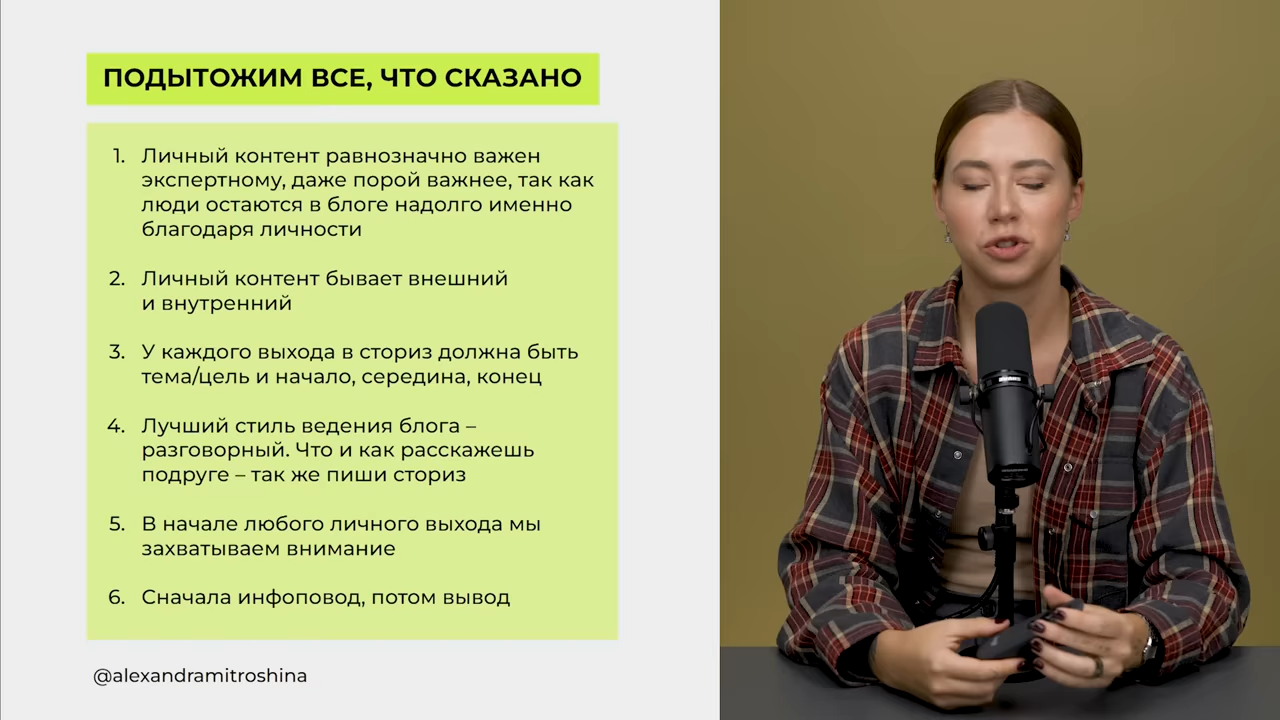 ПОДЫТОЖИМ ВСЕ, ЧТО СКАЗАНО
1. Личный контент равнозначно важен
экспертному, даже порой важнее, так как
люди остаются в блоге надолго именно
благодаря личности
2. Личный контент бывает внешний
и внутренний
3. У каждого выхода в сториз должна быть
тема/цель и начало, середина, конец
4. Лучший стиль ведения блога –
разговорный. Что и как расскажешь
подруге – так же пиши сториз
5. В начале любого личного выхода мы
захватываем внимание
6. Сначала инфоповод, потом вывод
@alexandramitroshina